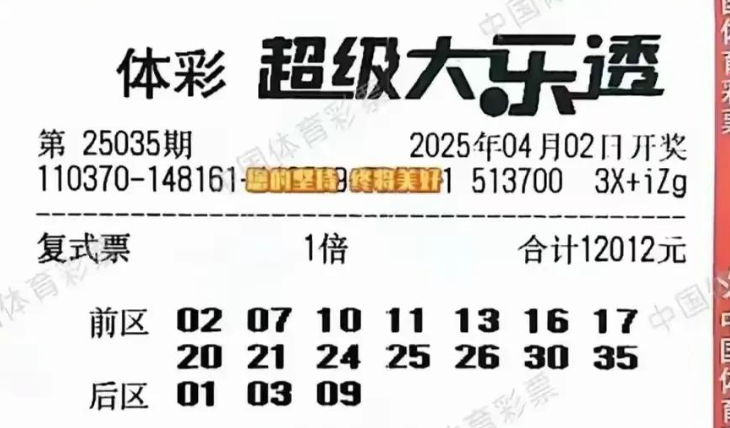 体彩 超级大乐透
第 25035期 2025年04月02日开奖
110370-148161- 您的坚持 终将美好 1 513700 3X+iZg
复式票 1倍 合计12012元
前区 02 07 10 11 13 16 17
20 21 24 25 26 30 35
后区 01 03 09
中国体育彩票